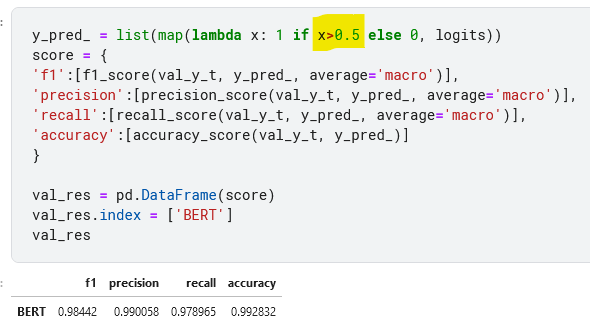 y_pred_ = list(map(lambda x: 1 if x>0.5 else 0, logits))
score = {
'f1':[f1_score(val_y_t, y_pred_, average='macro')],
'precision':[precision_score(val_y_t, y_pred_, average='macro')],
'recall':[recall_score(val_y_t, y_pred_, average='macro')],
'accuracy':[accuracy_score(val_y_t, y_pred_)]
}
val_res = pd.DataFrame(score)
val_res.index = ['BERT']
val_res
f1 precision recall accuracy
BERT 0.98442 0.990058 0.978965 0.992832